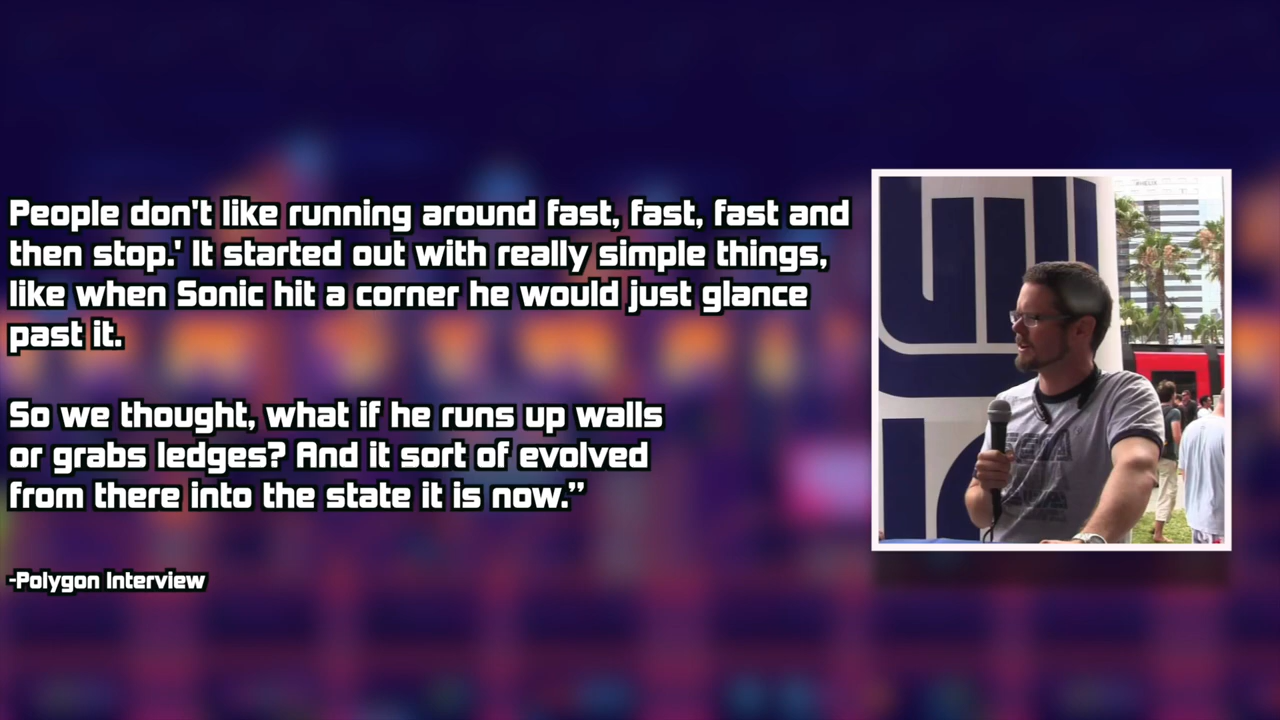 People don't like running around fast, fast, fast and
then stop.' It started out with really simple things,
like when Sonic hit a corner he would just glance
past it.
So we thought, what if he runs up walls
or grabs ledges? And it sort of evolved
from there into the state it is now.”
-Polygon Interview